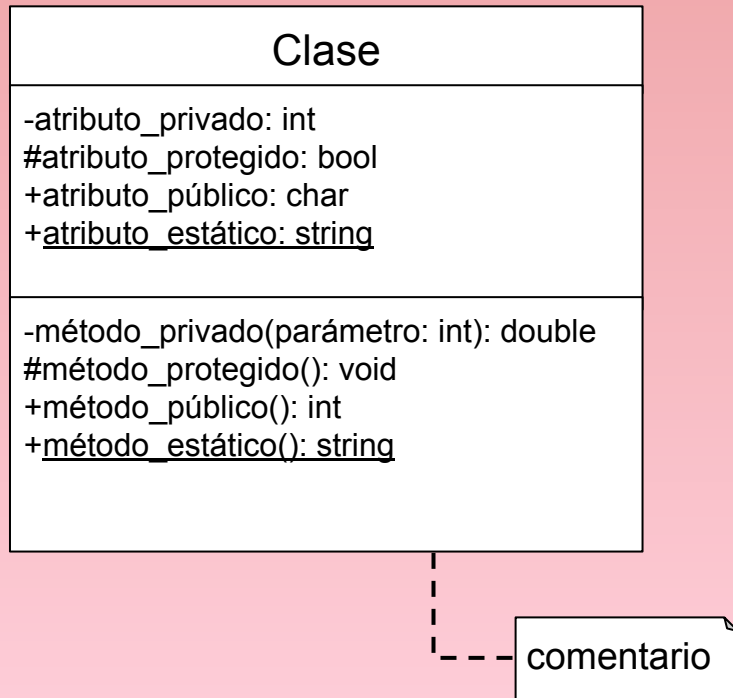 Clase
-atributo_privado: int
#atributo_protegido: bool
+atributo_público: char
+atributo_estático: string
-método_privado(parámetro: int): double
#método_protegido(): void
+método_público(): int
+método_estático(): string
comentario